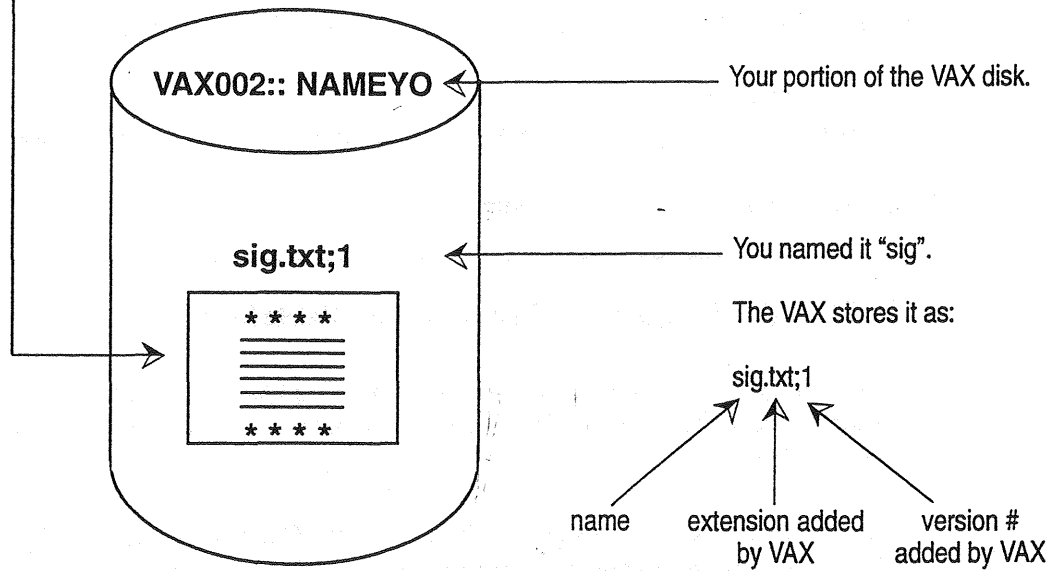 VAX002:: NAMEYO
Your portion of the VAX disk.
sig.txt;1
You named it “sig”.
* * * *
* * * *
The VAX stores it as:
sig.txt;1
name
extension added
by VAX
version #
added by VAX